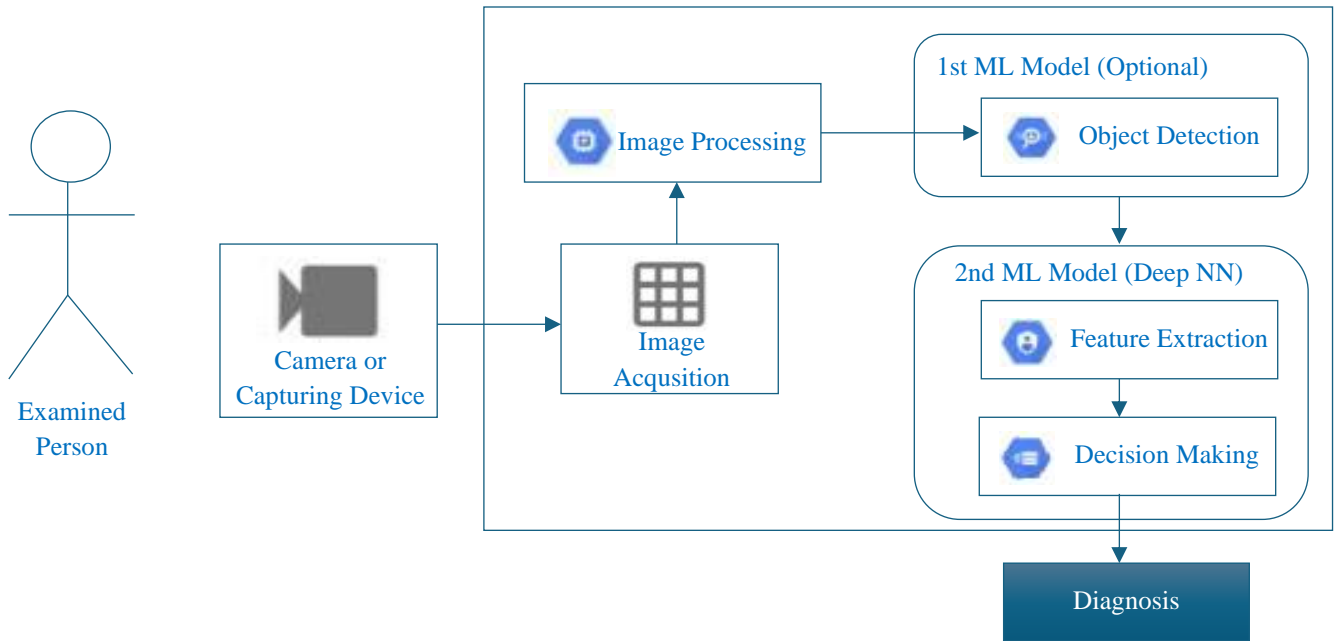 Examined
Person
Camera or
Capturing Device
Image
Acqusition
Image Processing
1st ML Model (Optional)
Object Detection
2nd ML Model (Deep NN)
Feature Extraction
Decision Making
Diagnosis